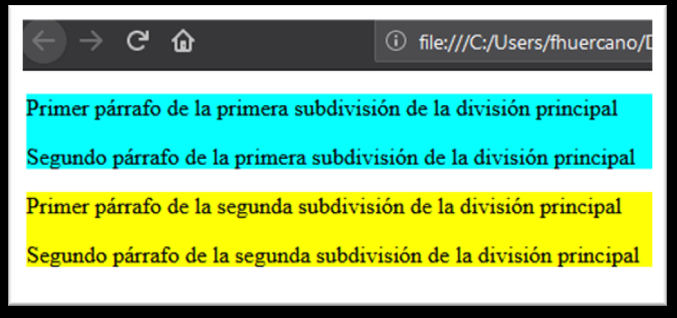 file:///C:/Users/fhuercano/D
Primer párrafo de la primera subdivisión de la división principal
Segundo párrafo de la primera subdivisión de la división principal
Primer párrafo de la segunda subdivisión de la división principal
Segundo párrafo de la segunda subdivisión de la división principal